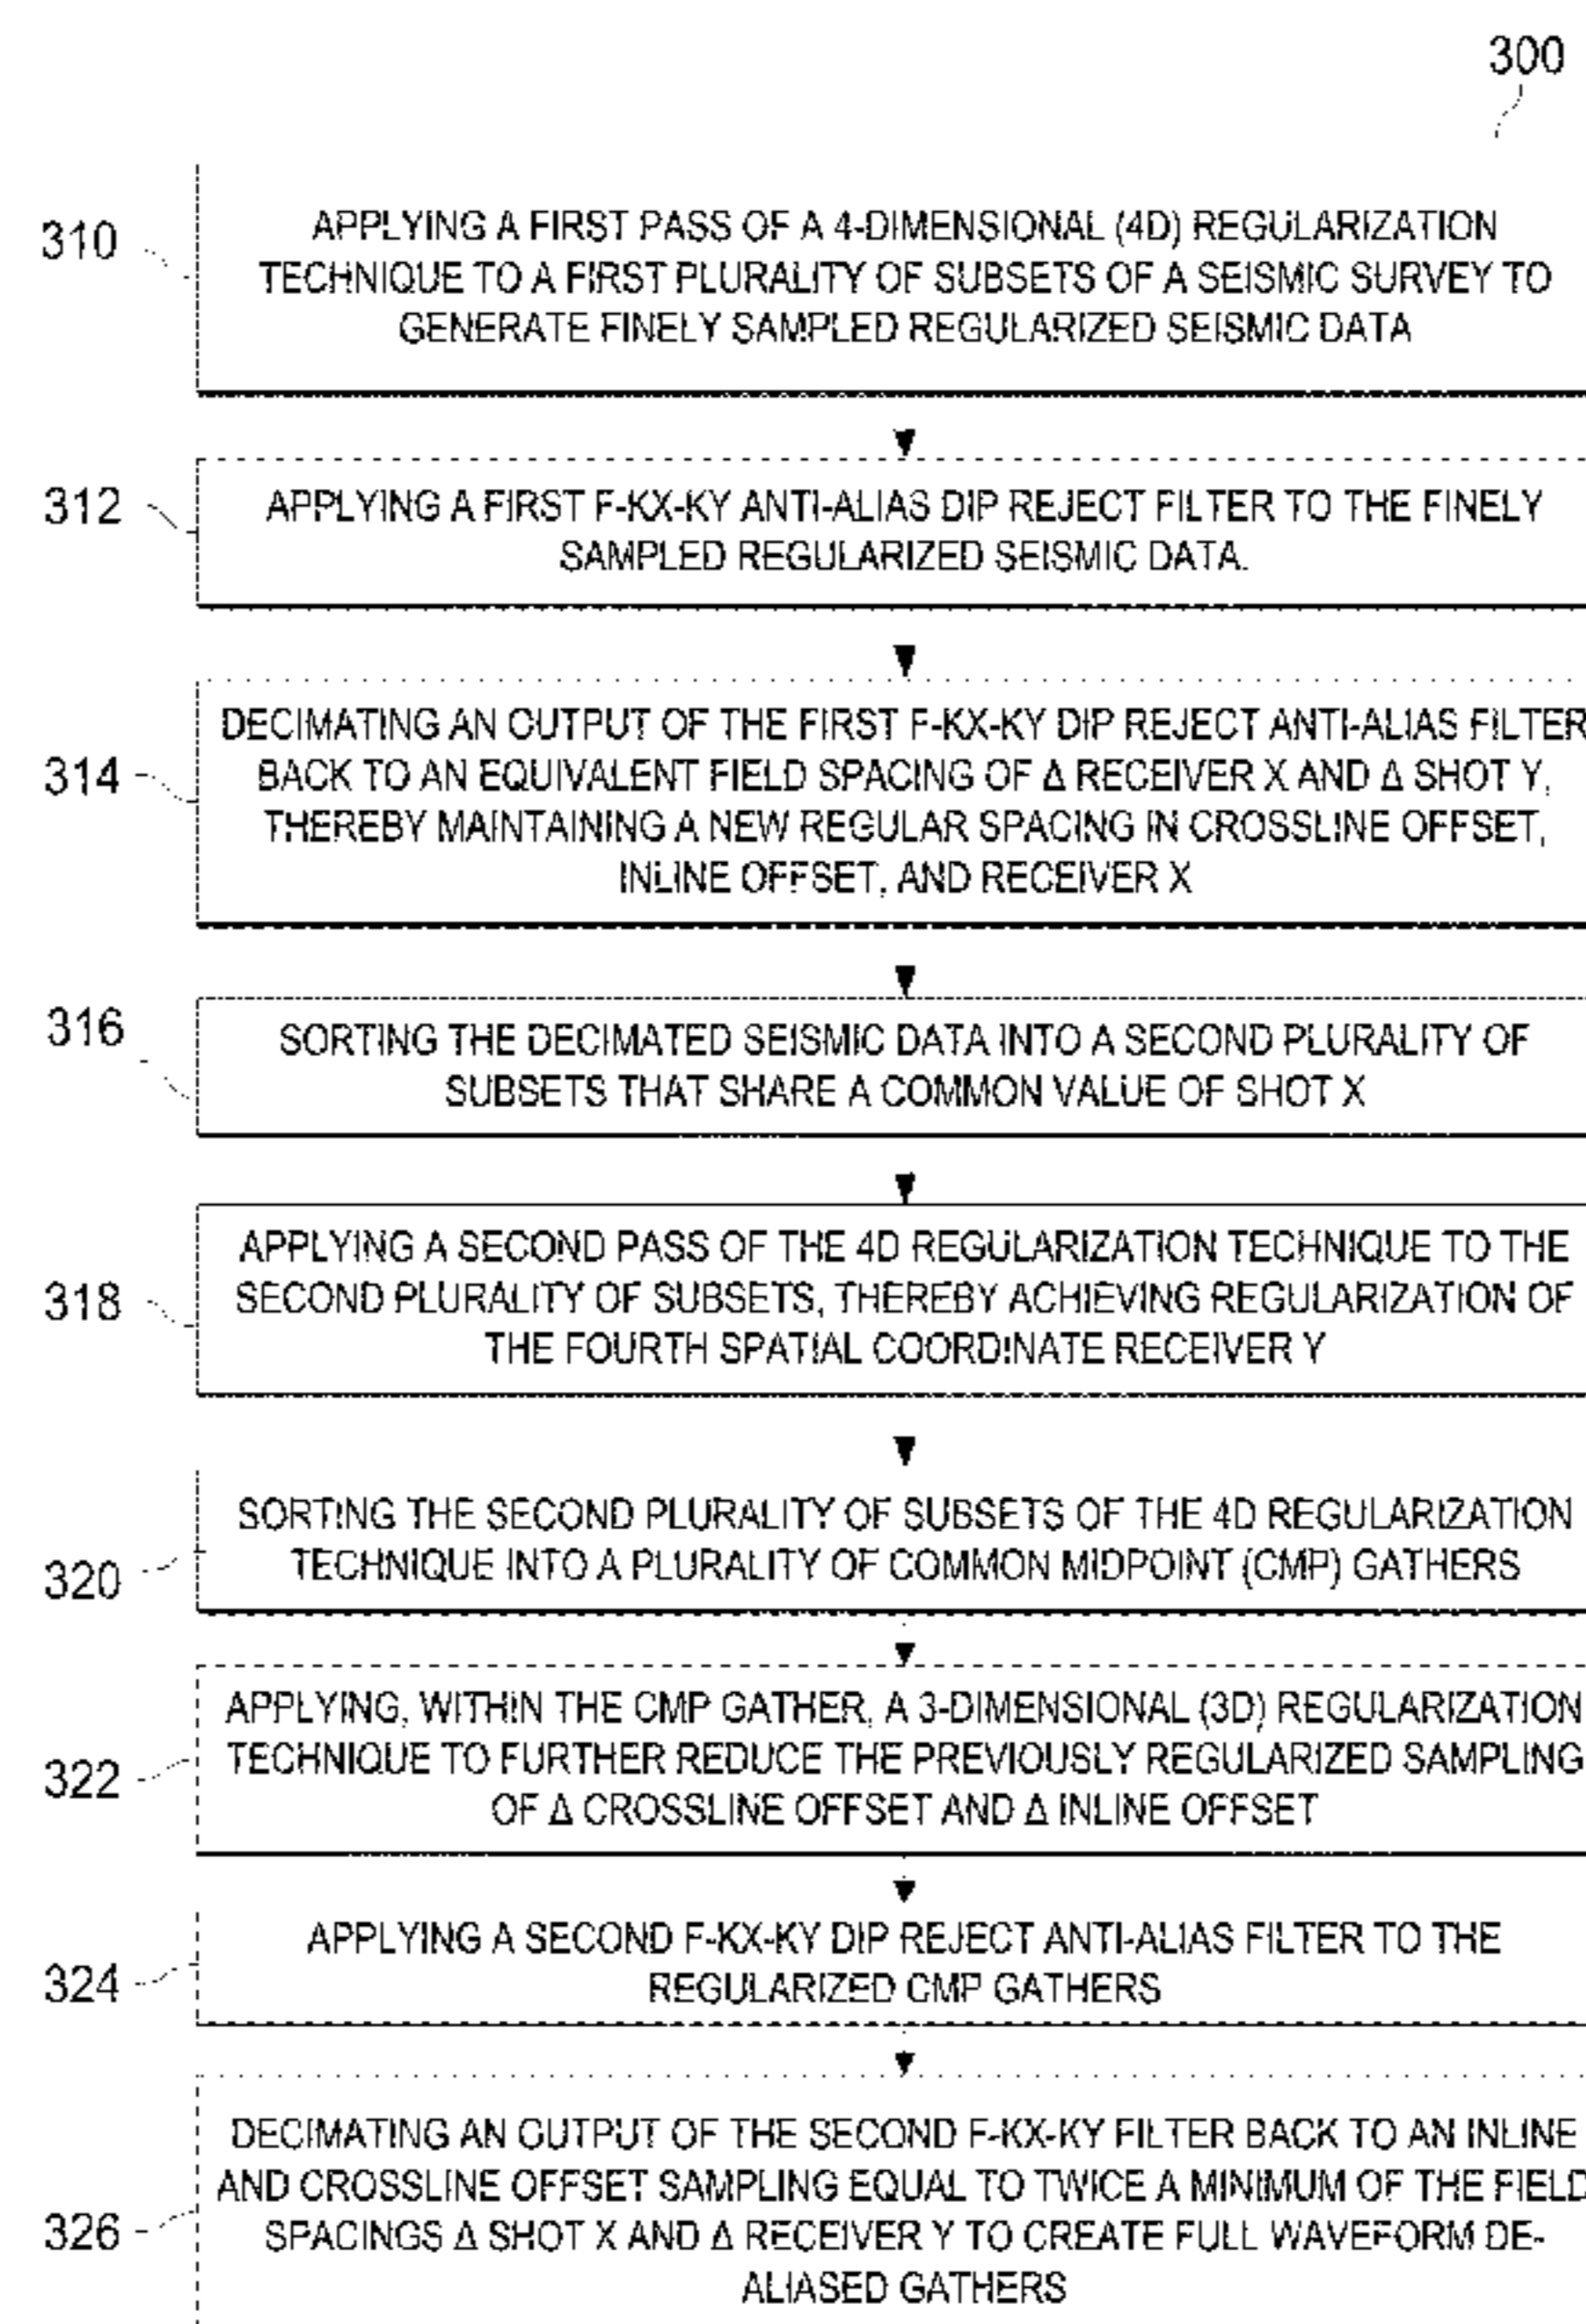 300
310
APPLYING A FIRST PASS OF A 4-DIMENSIONAL (4D) REGULARIZATION
TECHNIQUE TO A FIRST PLURALITY OF SUBSETS OF A SEISMIC SURVEY TO
GENERATE FINELY SAMPLED REGULARIZED SEISMIC DATA
312
APPLYING A FIRST F-KX-KY ANTI-ALIAS DIP REJECT FILTER TO THE FINELY
SAMPLED REGULARIZED SEISMIC DATA.
314
DECIMATING AN OUTPUT OF THE FIRST F-KX-KY DIP REJECT ANTI-ALIAS FILTER
BACK TO AN EQUIVALENT FIELD SPACING OF Δ RECEIVER X AND Δ SHOT Y,
THEREBY MAINTAINING A NEW REGULAR SPACING IN CROSSLINE OFFSET,
INLINE OFFSET, AND RECEIVER X
316
SORTING THE DECIMATED SEISMIC DATA INTO A SECOND PLURALITY OF
SUBSETS THAT SHARE A COMMON VALUE OF SHOT X
318
APPLYING A SECOND PASS OF THE 4D REGULARIZATION TECHNIQUE TO THE
SECOND PLURALITY OF SUBSETS, THEREBY ACHIEVING REGULARIZATION OF
THE FOURTH SPATIAL COORDINATE RECEIVER Y
320
SORTING THE SECOND PLURALITY OF SUBSETS OF THE 4D REGULARIZATION
TECHNIQUE INTO A PLURALITY OF COMMON MIDPOINT (CMP) GATHERS
322
APPLYING, WITHIN THE CMP GATHER, A 3-DIMENSIONAL (3D) REGULARIZATION
TECHNIQUE TO FURTHER REDUCE THE PREVIOUSLY REGULARIZED SAMPLING
OF Δ CROSSLINE OFFSET AND Δ INLINE OFFSET
324
APPLYING A SECOND F-KX-KY DIP REJECT ANTI-ALIAS FILTER TO THE
REGULARIZED CMP GATHERS
326
DECIMATING AN OUTPUT OF THE SECOND F-KX-KY FILTER BACK TO AN INLINE
AND CROSSLINE OFFSET SAMPLING EQUAL TO TWICE A MINIMUM OF THE FIELD
SPACINGS Δ SHOT X AND Δ RECEIVER Y TO CREATE FULL WAVEFORM DE-
ALIASED GATHERS